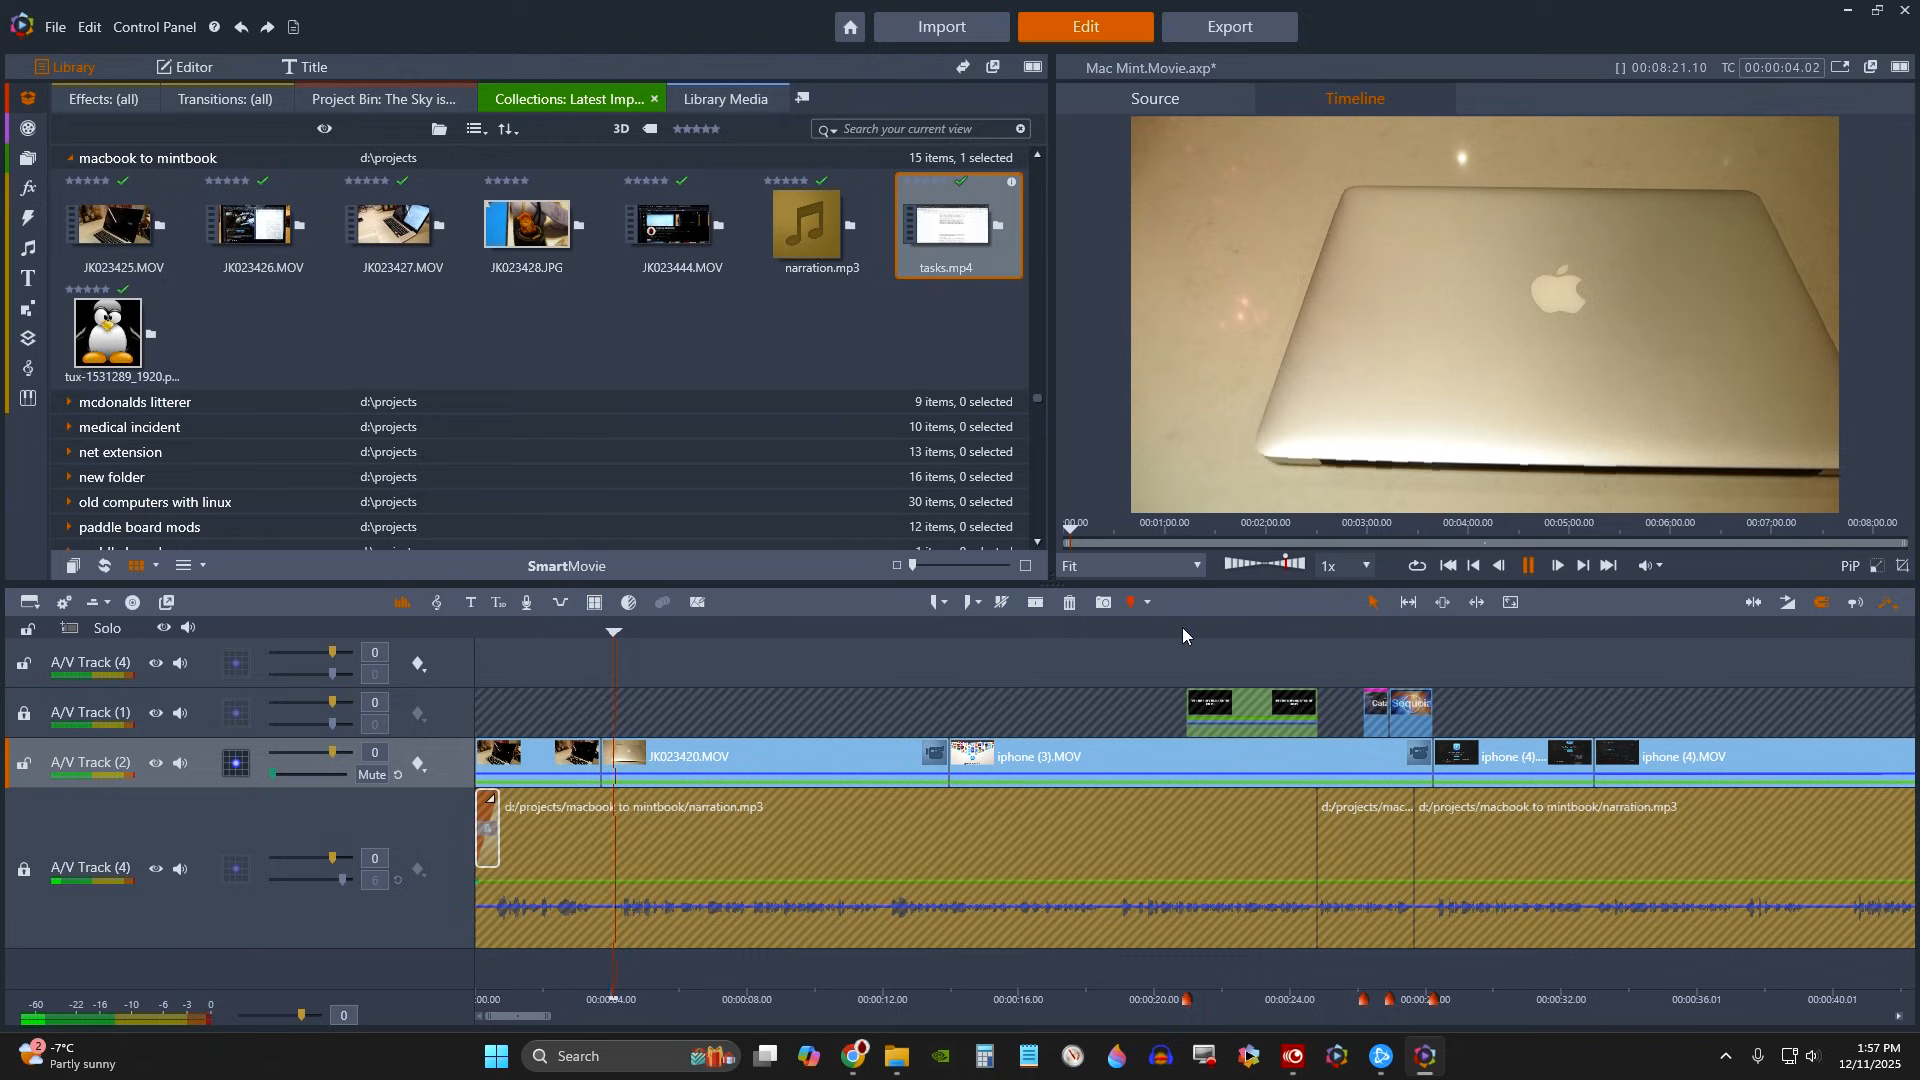 File Edit Control Panel
Import Edit Export
Library Editor Title
Mac Mint.Movie.axp* [ ] 00:08:21.10 TC 00:00:04.02
Effects: (all) Transitions: (all) Project Bin: The Sky is... Collections: Latest Imp... × Library Media
Source Timeline
3D Search your current view
macbook to mintbook d:\projects 15 items, 1 selected
JK023425.MOV JK023426.MOV JK023427.MOV JK023428.JPG JK023444.MOV narration.mp3 tasks.mp4
tux-1531289_1920.p...
mcdonalds litterer d:\projects 9 items, 0 selected
medical incident d:\projects 10 items, 0 selected
net extension d:\projects 13 items, 0 selected
new folder d:\projects 16 items, 0 selected
old computers with linux d:\projects 30 items, 0 selected
paddle board mods d:\projects 12 items, 0 selected
:00.00 00:01:00.00 00:02:00.00 00:03:00.00 00:04:00.00 00:05:00.00 00:06:00.00 00:07:00.00 00:08:00.00
SmartMovie
Fit 1x PiP
Solo
A/V Track (4) 0
0
A/V Track (1) 0
0
Cata Sequoia
A/V Track (2) 0
Mute
JK023420.MOV iphone (3).MOV iphone (4).... iphone (4).MOV
d:/projects/macbook to mintbook/narration.mp3 d:/projects/mac... d:/projects/macbook to mintbook/narration.mp3
A/V Track (4) 0
6
-60 -22 -16 -10 -6 -3 0
0
:00.00 00:00:04.00 00:00:08.00 00:00:12.00 00:00:16.00 00:00:20.00 00:00:24.00 00:00:32.00 00:00:36.01 00:00:40.01
2 -7°C
Partly sunny
Search
1:57 PM
12/11/2025